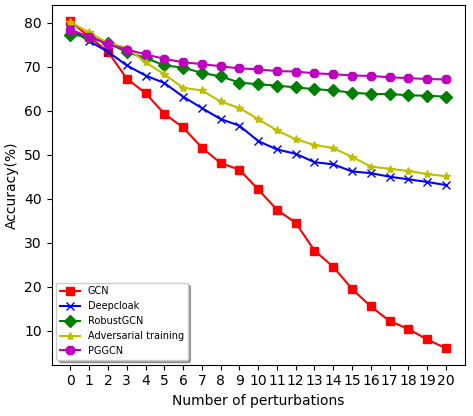 80
70
60
50
40
30
20
10
Accuracy(%)
GCN
Deepcloak
RobustGCN
Adversarial training
PGGCN
0 1 2 3 4 5 6 7 8 9 10 11 12 13 14 15 16 17 18 19 20
Number of perturbations